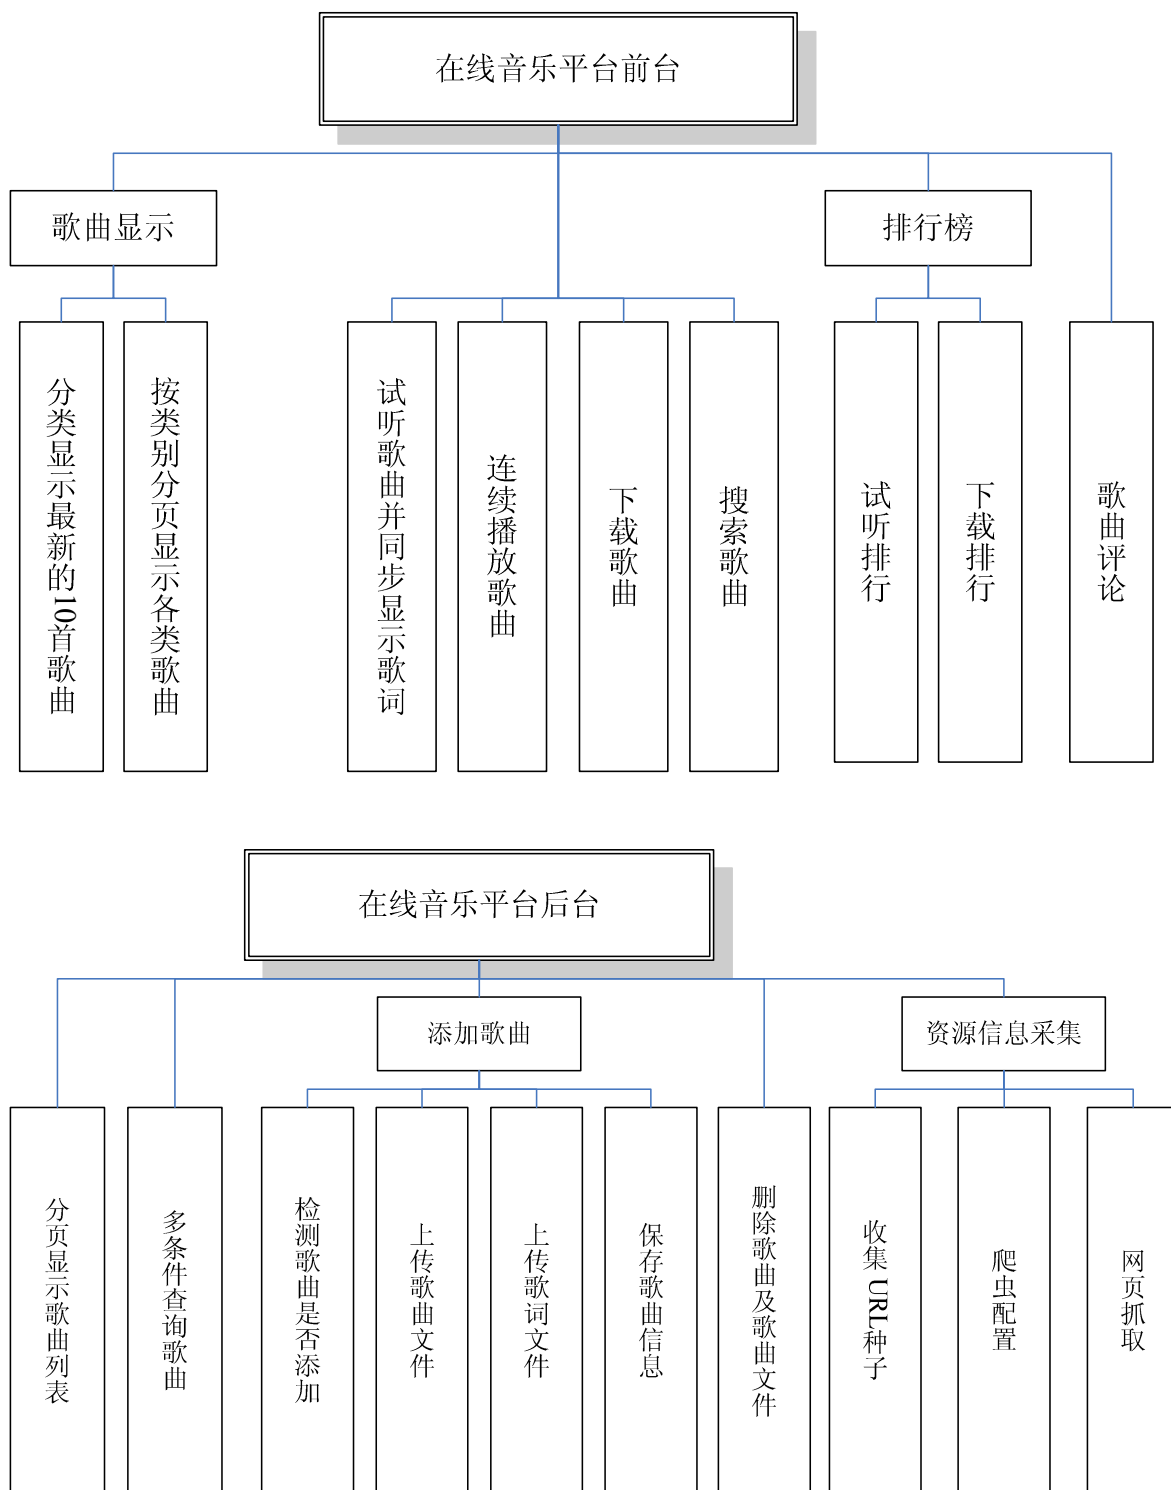 在线音乐平台前台
歌曲显示
排行榜
分类显示最新的10首歌曲
按类别分页显示各类歌曲
试听歌曲并同步显示歌词
连续播放歌曲
下载歌曲
搜索歌曲
试听排行
下载排行
歌曲评论
在线音乐平台后台
添加歌曲
资源信息采集
分页显示歌曲列表
多条件查询歌曲
检测歌曲是否添加
上传歌曲文件
上传歌词文件
保存歌曲信息
删除歌曲及歌曲文件
收集 URL种子
爬虫配置
网页抓取